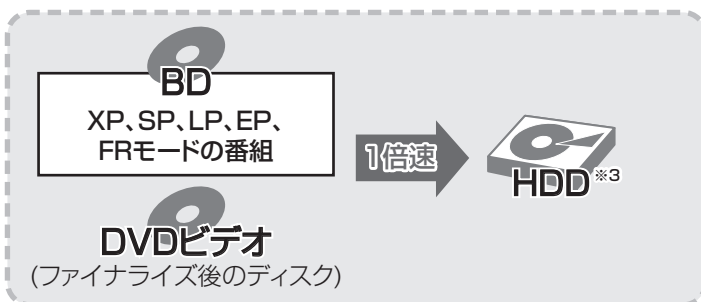 BD
XP、SP、LP、EP、
FRモードの番組
1倍速
HDD※3
DVDビデオ
(ファイナライズ後のディスク)